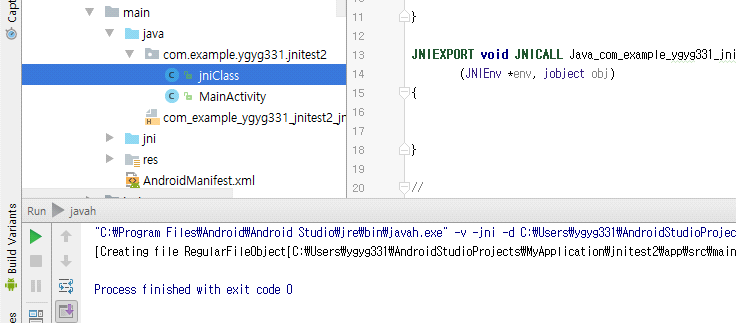 main
java
com.example.ygyg331.jnitest2
jniClass
MainActivity
com_example_ygyg331_jnitest2_jn
jni
res
AndroidManifest.xml
11 }
12
13 JNIEXPORT void JNICALL Java_com_example_ygyg331_jni
14 (JNIEnv *env, jobject obj)
15 {
16
17
18 }
19
20 //
Captu
Build Variants
Run javah
"C:₩Program Files₩Android₩Android Studio₩jre₩bin₩javah.exe" -v -jni -d C:₩Users₩ygyg331₩AndroidStudioProjec
[Creating file RegularFileObject[C:₩Users₩ygyg331₩AndroidStudioProjects₩MyApplication₩jnitest2₩app₩src₩main
Process finished with exit code 0